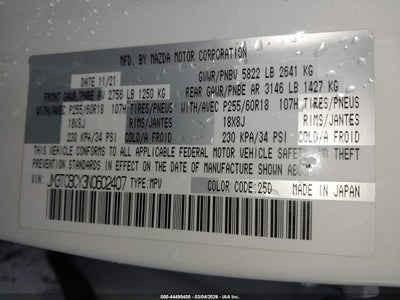 MFD. BY MAZDA MOTOR CORPORATION
DATE 11/21 GVWR/PNBV 5822 LB 2641 KG
FRONT GAWR/PNBE AV 2756 LB 1250 KG REAR GAWR/PNBE AR 3146 LB 1427 KG
WITH/AVEC P255/60R18 107H TIRES/PNEUS WITH/AVEC P255/60R18 107H TIRES/PNEUS
18X8J RIMS/JANTES 18X8J RIMS/JANTES
230 KPA/34 PSI COLD/A FROID 230 KPA/34 PSI COLD/A FROID
THIS VEHICLE CONFORMS TO ALL APPLICABLE FEDERAL MOTOR VEHICLE SAFETY AND THEFT
PREVENTION STANDARDS IN EFFECT ON THE DATE OF MANUFACTURE SHOWN ABOVE.
VIN: JM3TCBCY3N0602407 TYPE:MPV COLOR CODE:25D MADE IN JAPAN
000-44490400 - 03/04/2026 - IAA Inc.